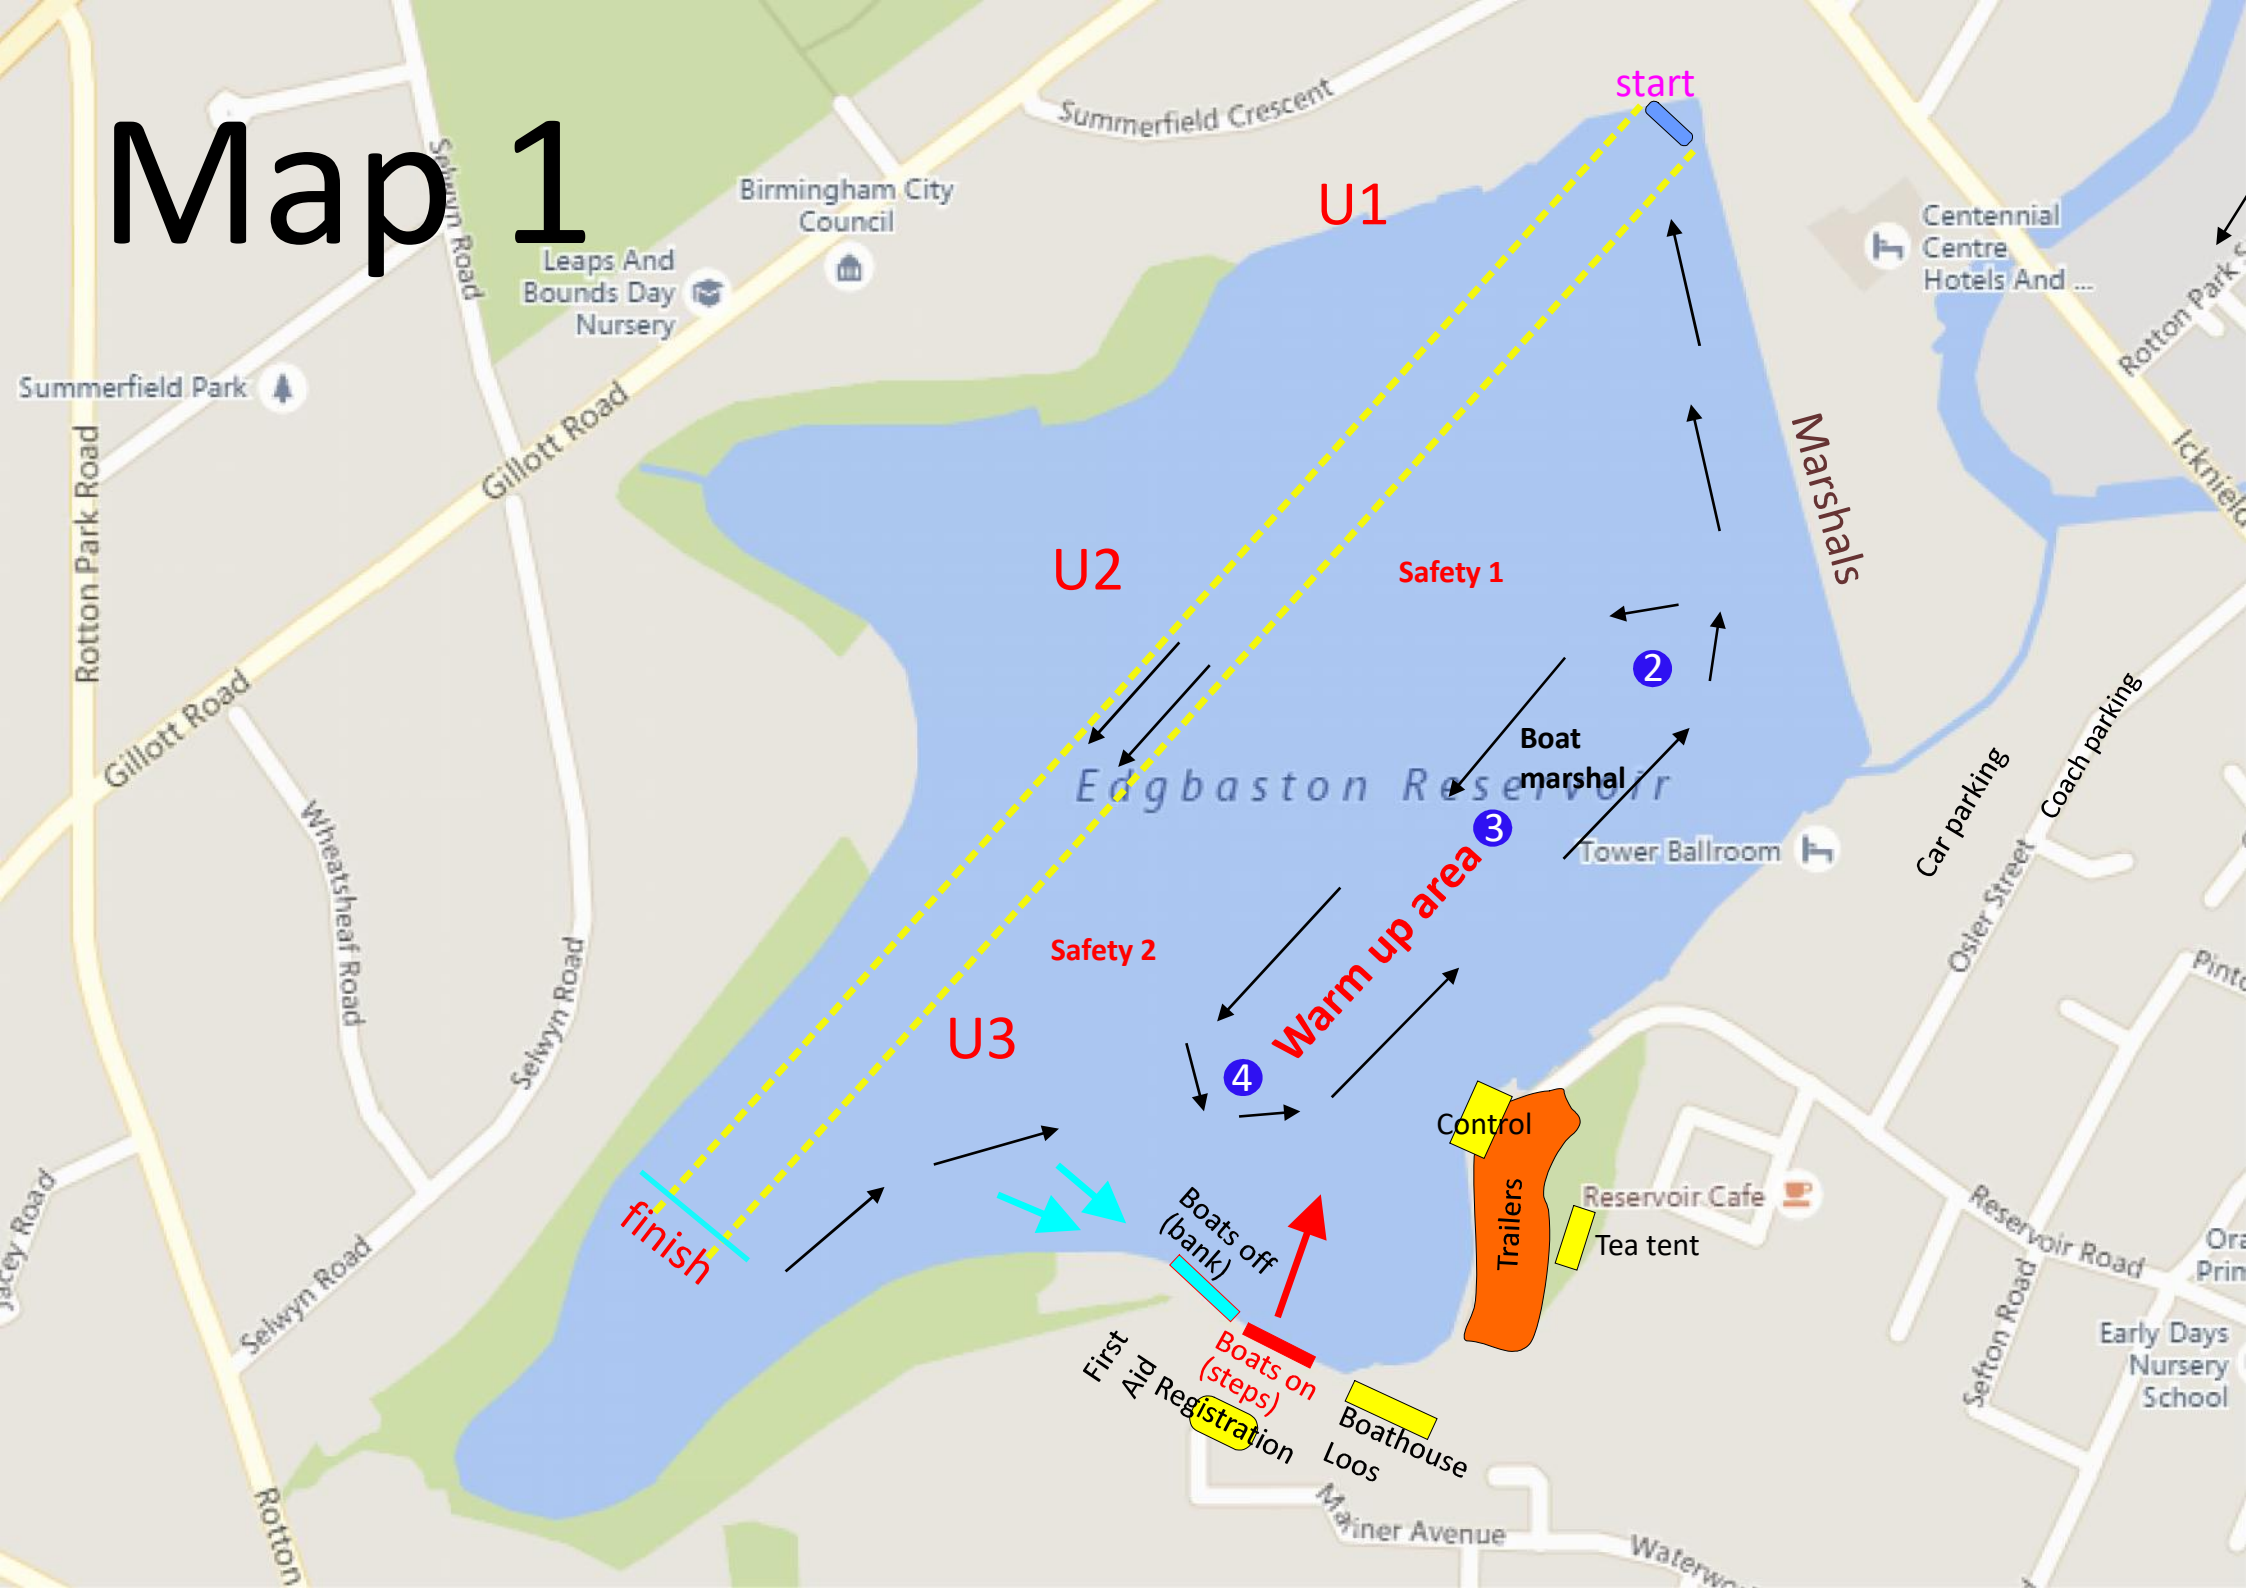 Map 1
start
Summerfield Crescent
Selwyn Road
U1
Birmingham City
Council
Centennial
Centre
Hotels And ...
Leaps And
Bounds Day
Nursery
Rotton Park S
Summerfield Park
Gillott Road
Rotton Park Road
Marshals
Icknield
U2
Safety 1
2
Gillott Road
Boat
marshal
Edgbaston Reservoir
Coach parking
Car parking
3
Tower Ballroom
Wheatsheaf Road
Warm up area
Osler Street
Safety 2
Selwyn Road
U3
4
Control
Trailers
Reservoir Cafe
Tea tent
Reservoir Road
Boats off
(bank)
finish
Selwyn Road
Sefton Road
Early Days
Nursery
School
First
Aid
Boats on
(steps)
Registration
Boathouse
Loos
Mariner Avenue
Rotton